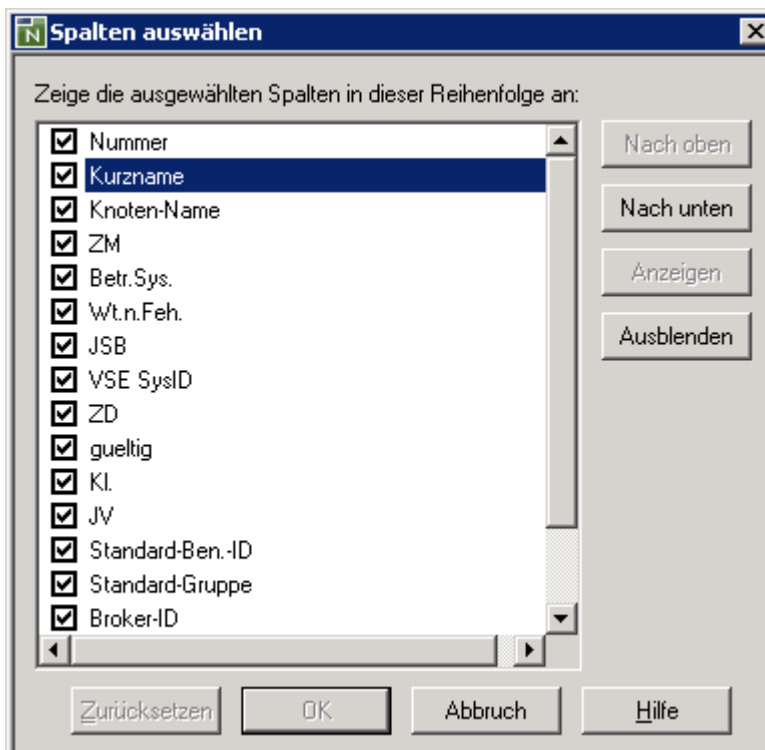 Spalten auswählen
Zeige die ausgewählten Spalten in dieser Reihenfolge an:
Nummer
Kurzname
Knoten-Name
ZM
Betr.Sys.
Wt.n.Feh.
JSB
VSE SysID
ZD
gueltig
Kl.
JV
Standard-Ben.-ID
Standard-Gruppe
Broker-ID
Nach oben
Nach unten
Anzeigen
Ausblenden
Zurücksetzen
OK
Abbruch
Hilfe